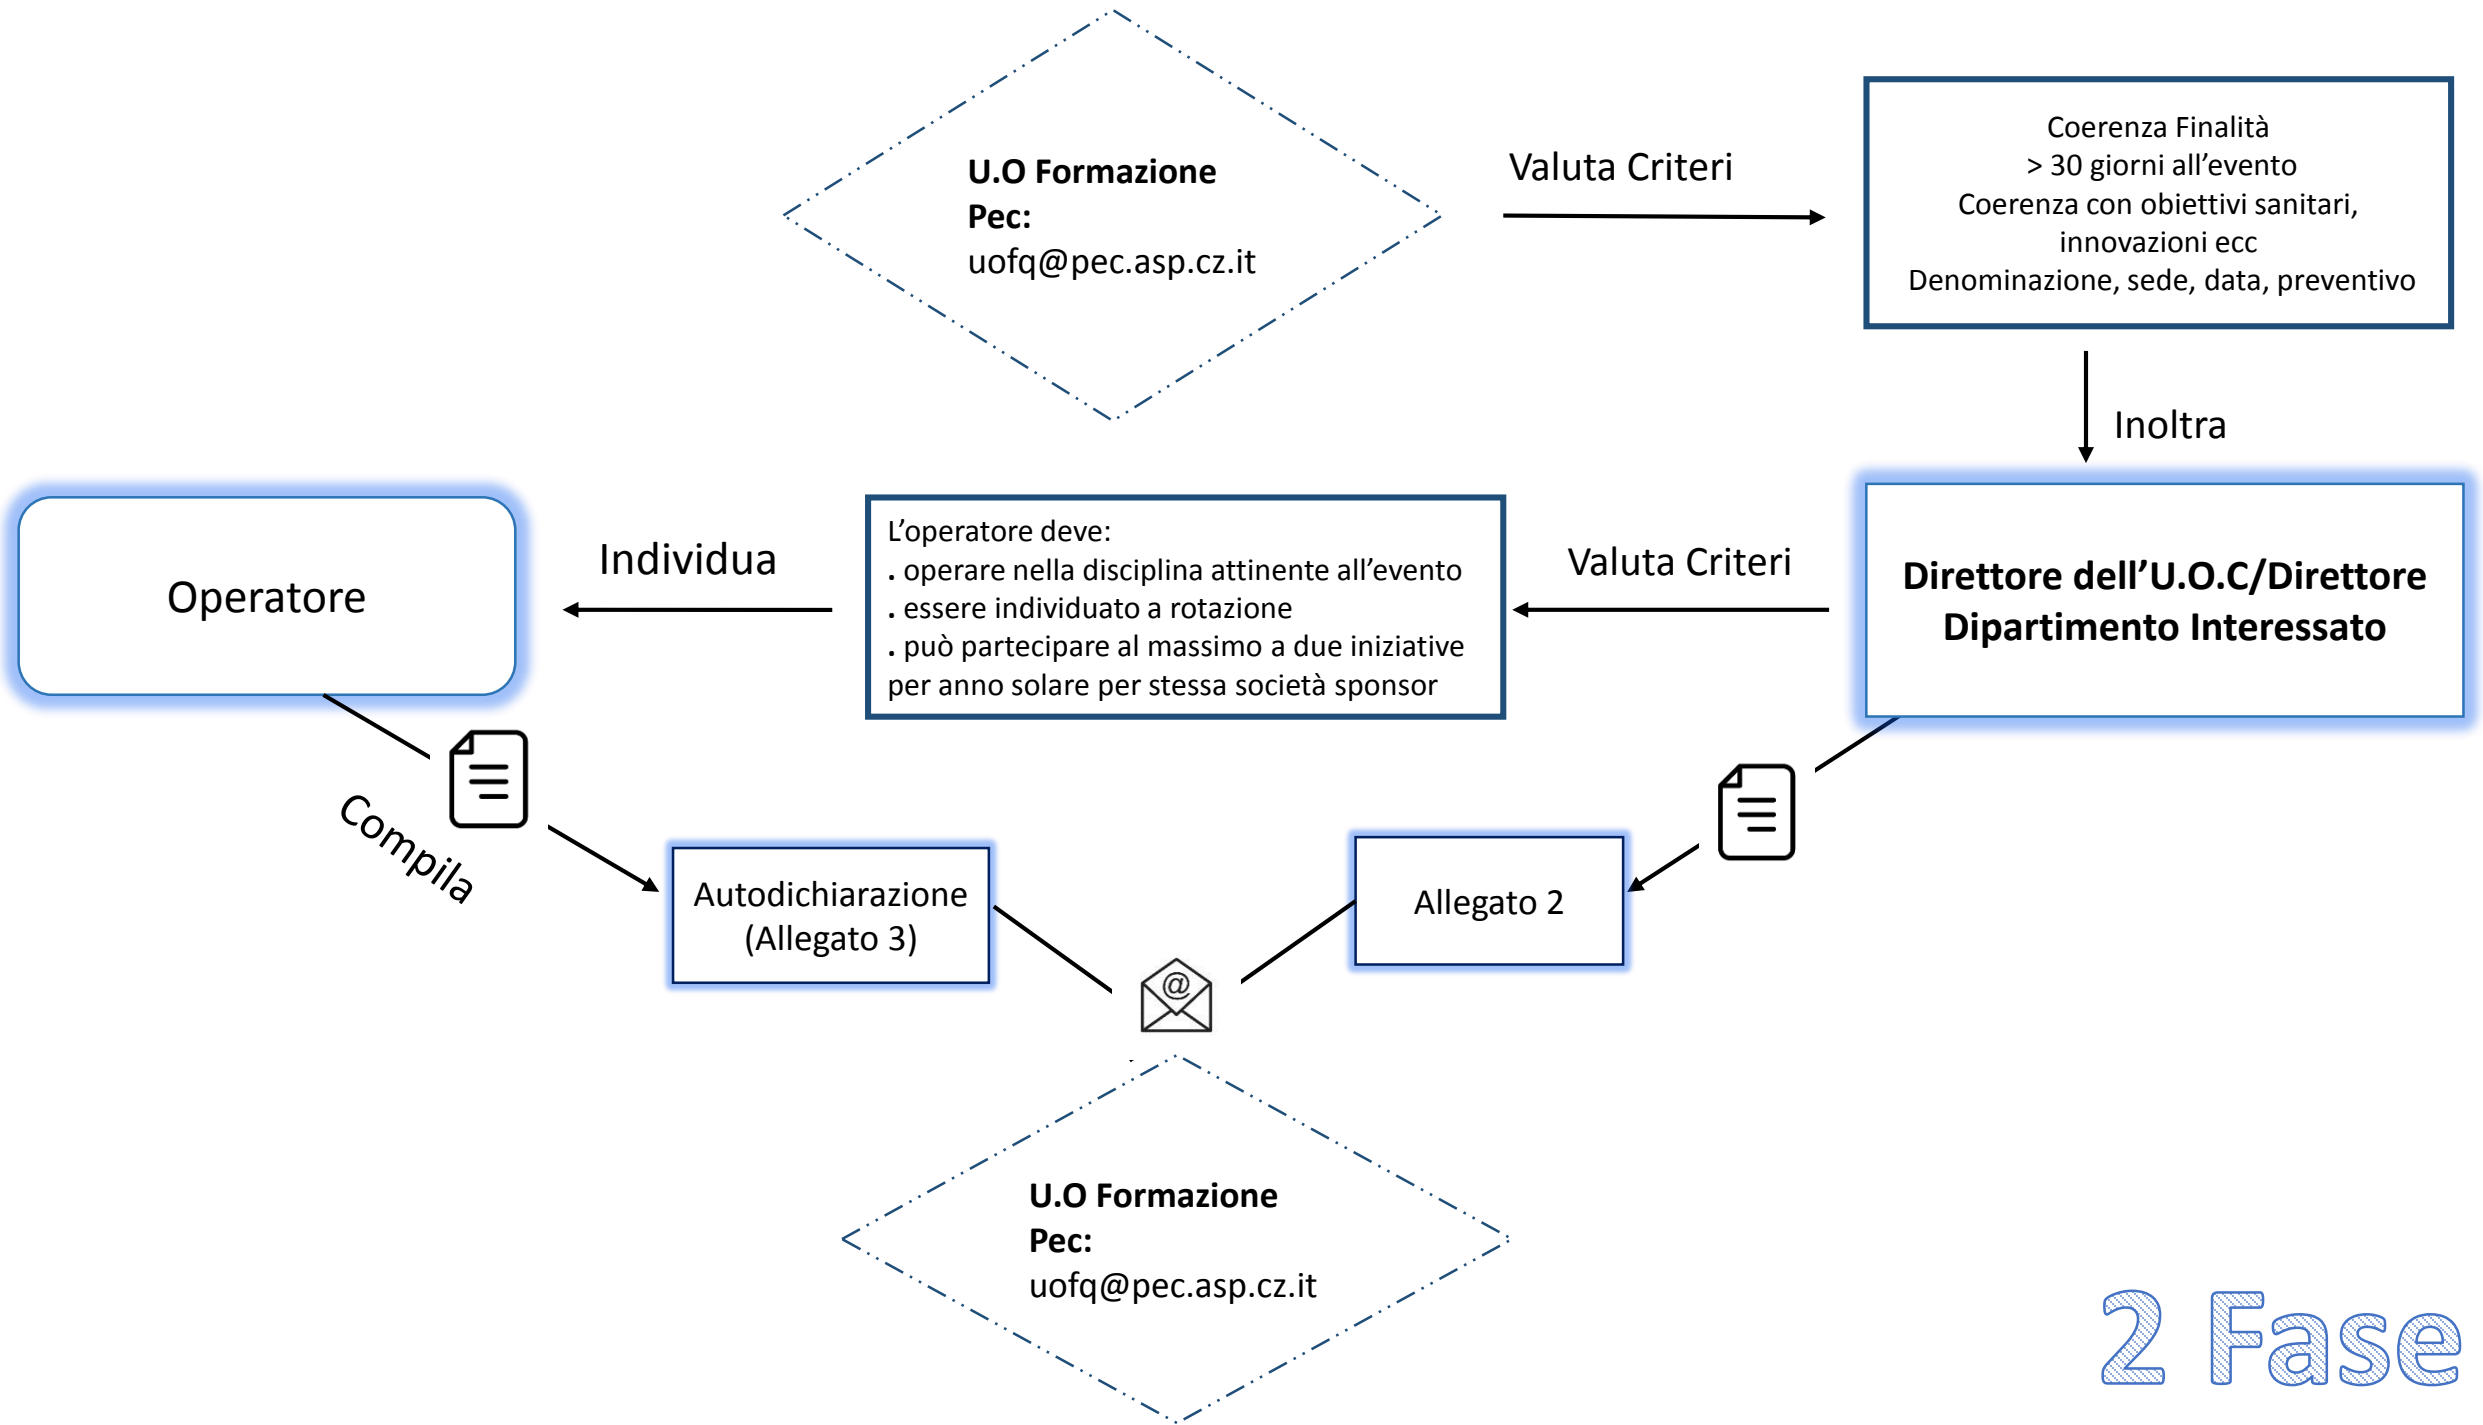 U.O Formazione
Pec:
uofq@pec.asp.cz.it
Valuta Criteri
Coerenza Finalità
> 30 giorni all’evento
Coerenza con obiettivi sanitari,
innovazioni ecc
Denominazione, sede, data, preventivo
Inoltra
Direttore dell’U.O.C/Direttore
Dipartimento Interessato
Valuta Criteri
L’operatore deve:
. operare nella disciplina attinente all’evento
. essere individuato a rotazione
. può partecipare al massimo a due iniziative
per anno solare per stessa società sponsor
Individua
Operatore
Compila
Autodichiarazione
(Allegato 3)
Allegato 2
@
U.O Formazione
Pec:
uofq@pec.asp.cz.it
2 Fase